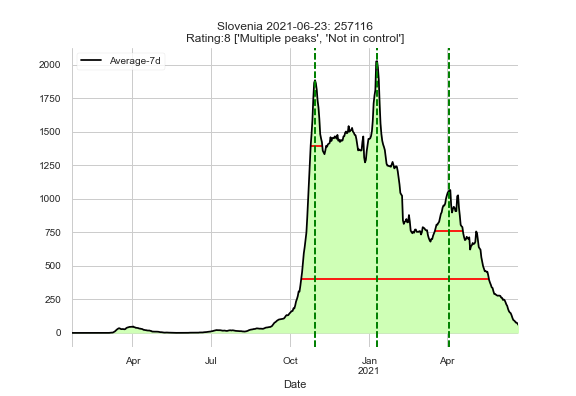 Slovenia 2021-06-23: 257116
Rating:8 ['Multiple peaks', 'Not in control']
Average-7d
2000
1750
1500
1250
1000
750
500
250
0
Apr
Jul
Oct
Jan
2021
Apr
Date